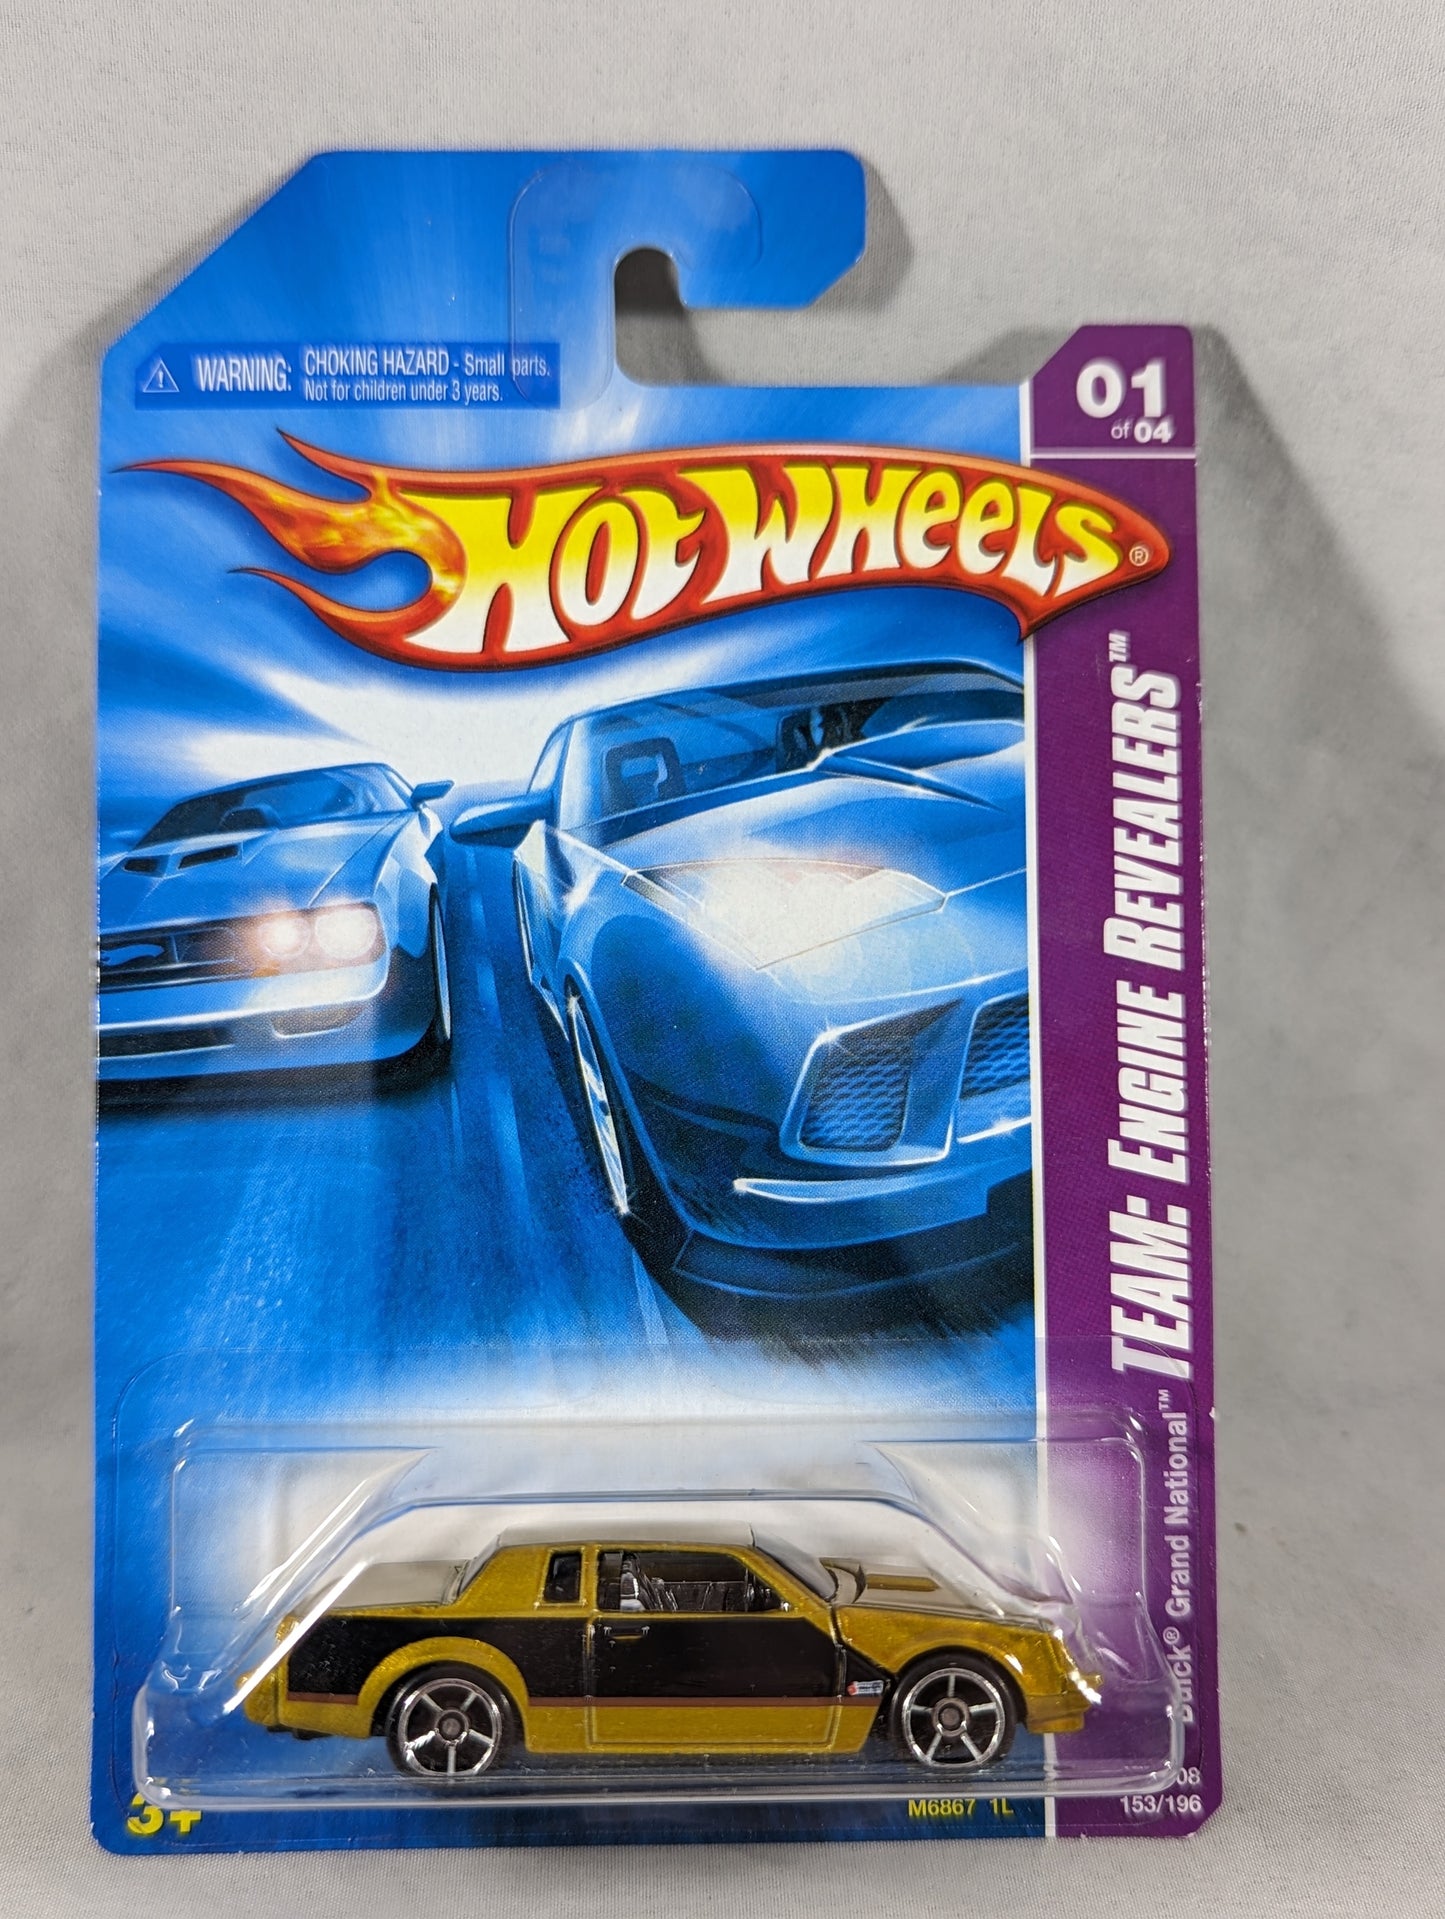 WARNING: CHOKING HAZARD - Small parts.
Not for children under 3 years.
01
of 04
HOT WHEELS®
TEAM: ENGINE REVEALERS™
Buick® Grand National™
3+
M6867 1L
08
153/196